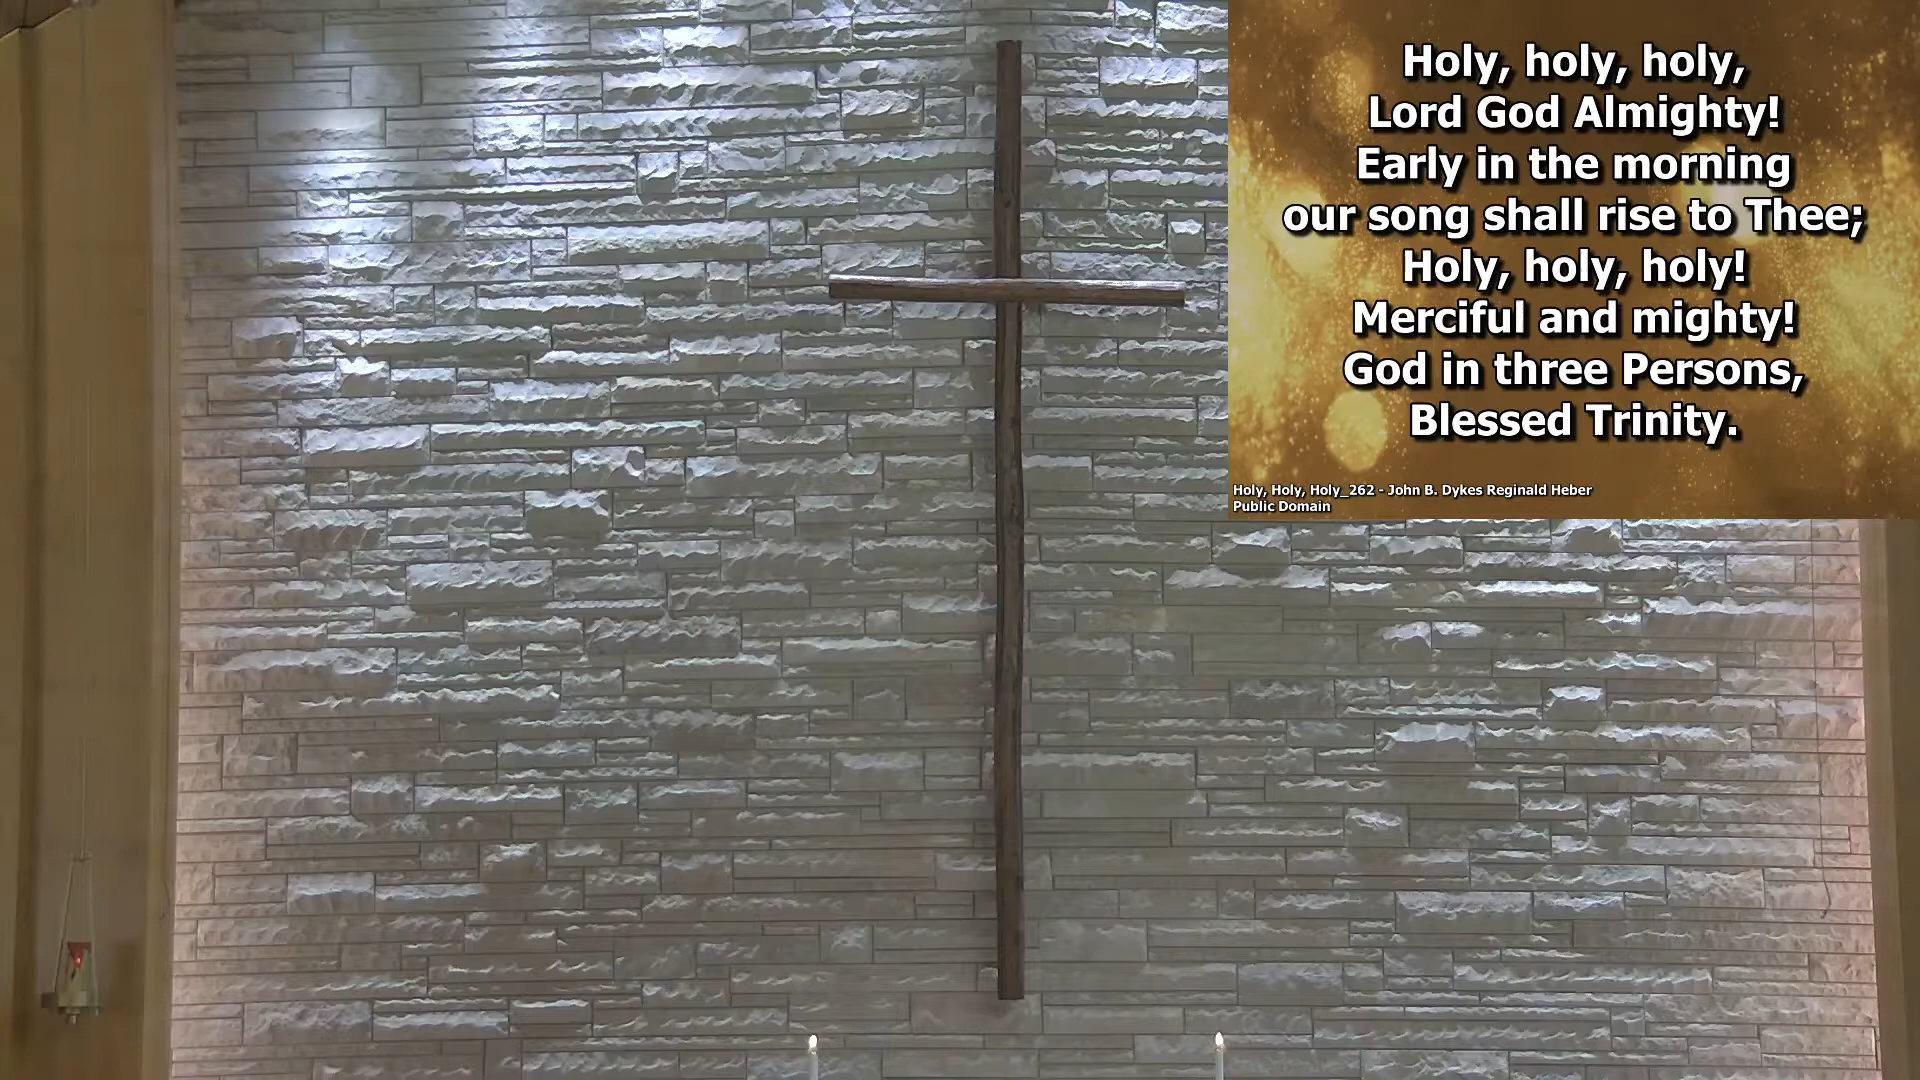 Holy, holy, holy,
Lord God Almighty!
Early in the morning
our song shall rise to Thee;
Holy, holy, holy!
Merciful and mighty!
God in three Persons,
Blessed Trinity.
Holy, Holy, Holy_262 - John B. Dykes Reginald Heber
Public Domain